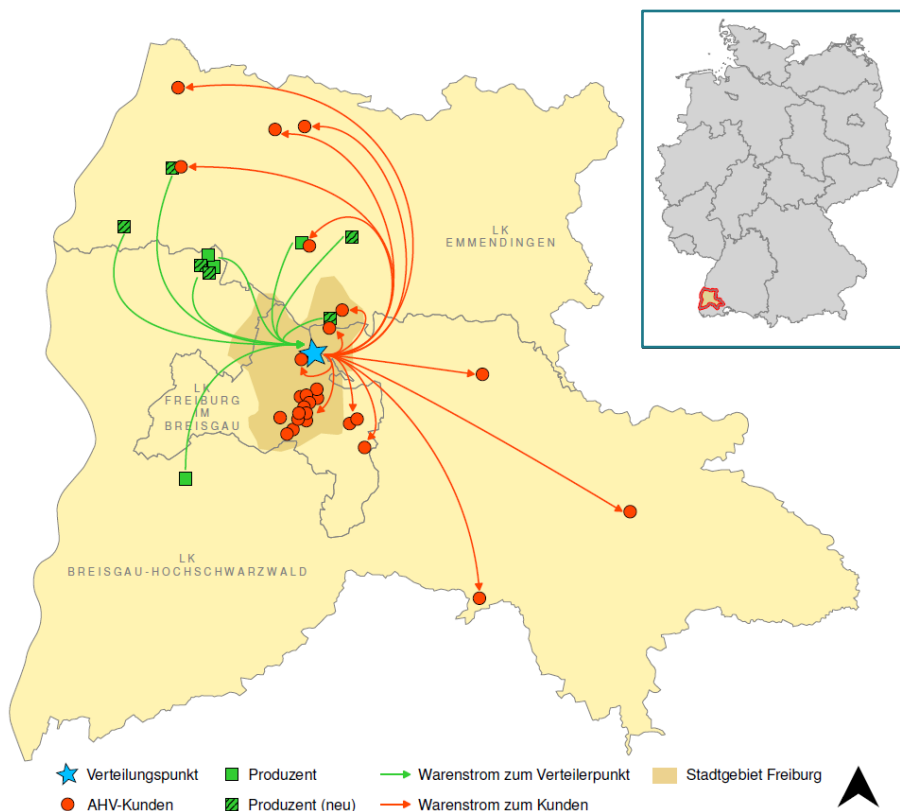 LK
EMMENDINGEN
LK
FREIBURG
IM
BREISGAU
LK
BREISGAU-HOCHSCHWARZWALD
Verteilungspunkt
Produzent
Warenstrom zum Verteilerpunkt
Stadtgebiet Freiburg
AHV-Kunden
Produzent (neu)
Warenstrom zum Kunden